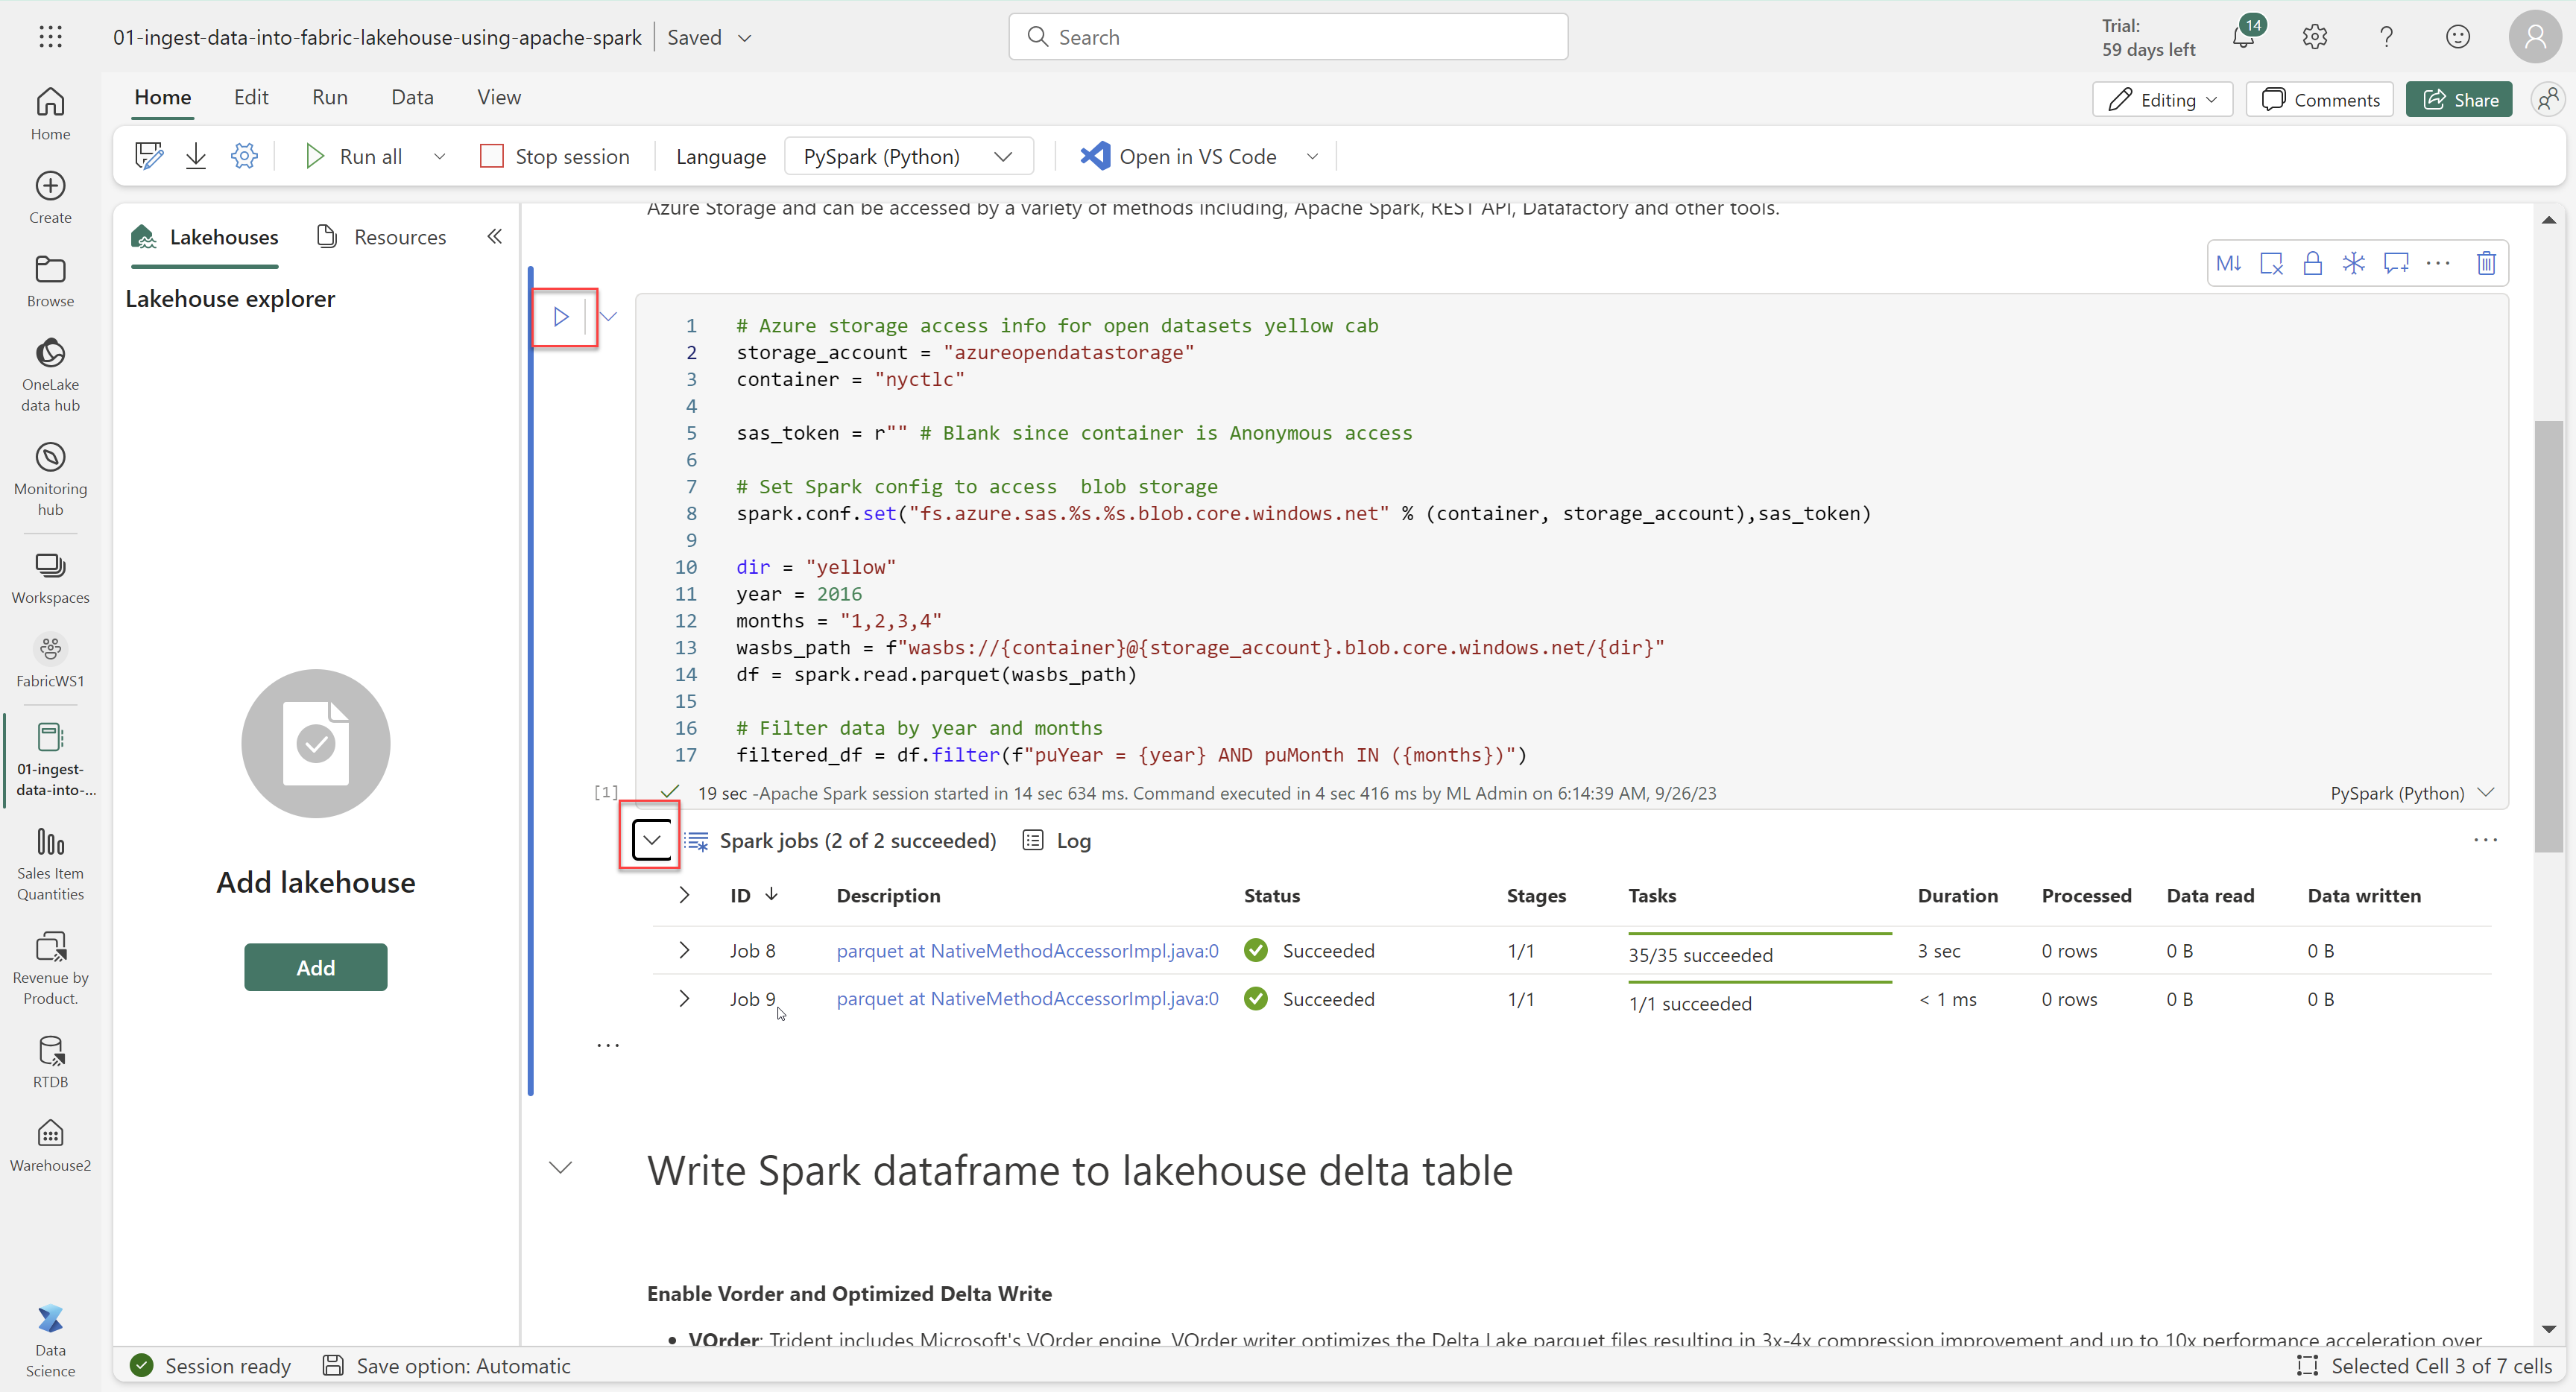 01-ingest-data-into-fabric-lakehouse-using-apache-spark | Saved
Search
Trial:
59 days left
14
Home Edit Run Data View
Editing Comments Share
Run all Stop session Language PySpark (Python) Open in VS Code
Home
Create
Browse
OneLake
data hub
Monitoring
hub
Workspaces
FabricWS1
01-ingest-
data-into-...
Sales Item
Quantities
Revenue by
Product.
RTDB
Warehouse2
Data
Science
Lakehouses Resources
Lakehouse explorer
Add lakehouse
Add
Azure Storage and can be accessed by a variety of methods including, Apache Spark, REST API, Datafactory and other tools.
1 # Azure storage access info for open datasets yellow cab
2 storage_account = "azureopendatastorage"
3 container = "nyctlc"
4
5 sas_token = r"" # Blank since container is Anonymous access
6
7 # Set Spark config to access  blob storage
8 spark.conf.set("fs.azure.sas.%s.%s.blob.core.windows.net" % (container, storage_account),sas_token)
9
10 dir = "yellow"
11 year = 2016
12 months = "1,2,3,4"
13 wasbs_path = f"wasbs://{container}@{storage_account}.blob.core.windows.net/{dir}"
14 df = spark.read.parquet(wasbs_path)
15
16 # Filter data by year and months
17 filtered_df = df.filter(f"puYear = {year} AND puMonth IN ({months})")
[1] 19 sec -Apache Spark session started in 14 sec 634 ms. Command executed in 4 sec 416 ms by ML Admin on 6:14:39 AM, 9/26/23 PySpark (Python)
Spark jobs (2 of 2 succeeded) Log
ID Description Status Stages Tasks Duration Processed Data read Data written
Job 8 parquet at NativeMethodAccessorImpl.java:0 Succeeded 1/1 35/35 succeeded 3 sec 0 rows 0 B 0 B
Job 9 parquet at NativeMethodAccessorImpl.java:0 Succeeded 1/1 1/1 succeeded < 1 ms 0 rows 0 B 0 B
Write Spark dataframe to lakehouse delta table
Enable Vorder and Optimized Delta Write
• VOrder: Trident includes Microsoft's VOrder engine. VOrder writer optimizes the Delta Lake parquet files resulting in 3x-4x compression improvement and up to 10x performance acceleration over
Session ready Save option: Automatic Selected Cell 3 of 7 cells